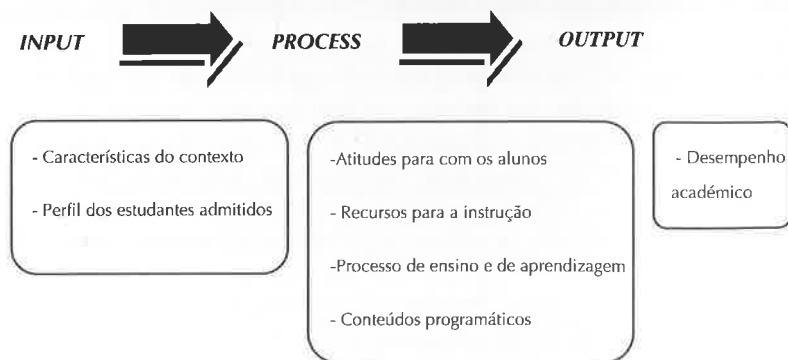 INPUT
PROCESS
OUTPUT
- Características do contexto
- Perfil dos estudantes admitidos
-Atitudes para com os alunos
- Recursos para a instrução
-Processo de ensino e de aprendizagem
- Conteúdos programáticos
- Desempenho
académico